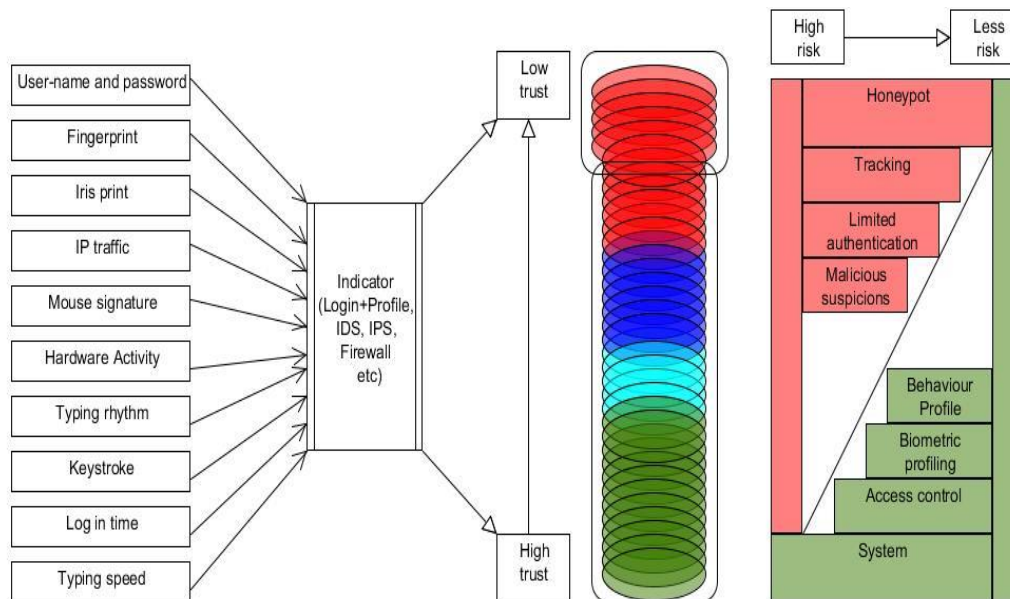 User-name and password
Fingerprint
Iris print
IP traffic
Mouse signature
Hardware Activity
Typing rhythm
Keystroke
Log in time
Typing speed
Indicator
(Login+Profile,
IDS, IPS,
Firewall
etc)
Low
trust
High
trust
High
risk
Less
risk
Honeypot
Tracking
Limited
authentication
Malicious
suspicions
Behaviour
Profile
Biometric
profiling
Access control
System